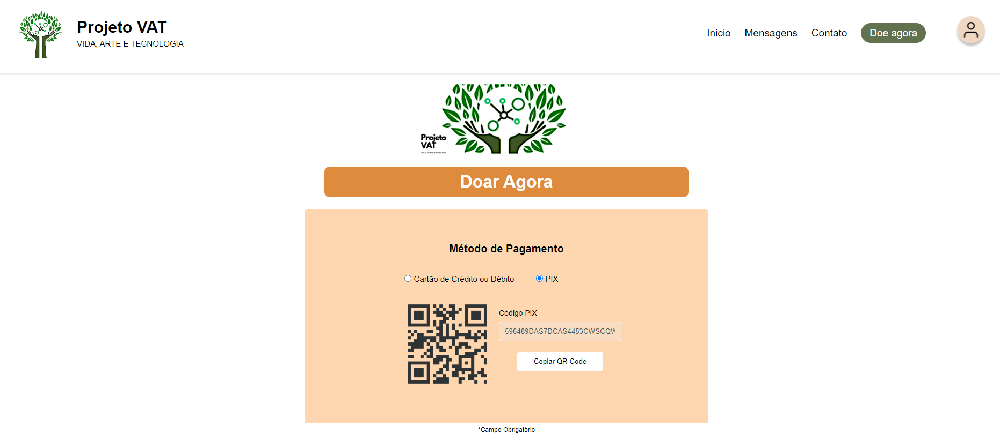 Projeto VAT
VIDA, ARTE E TECNOLOGIA
Inicio
Mensagens
Contato
Doe agora
Projeto
VAT
Doar Agora
Método de Pagamento
Cartão de Crédito ou Débito
PIX
Código PIX
596489DAS7DCAS4453CWSCQW
Copiar QR Code
*Campo Obrigatório